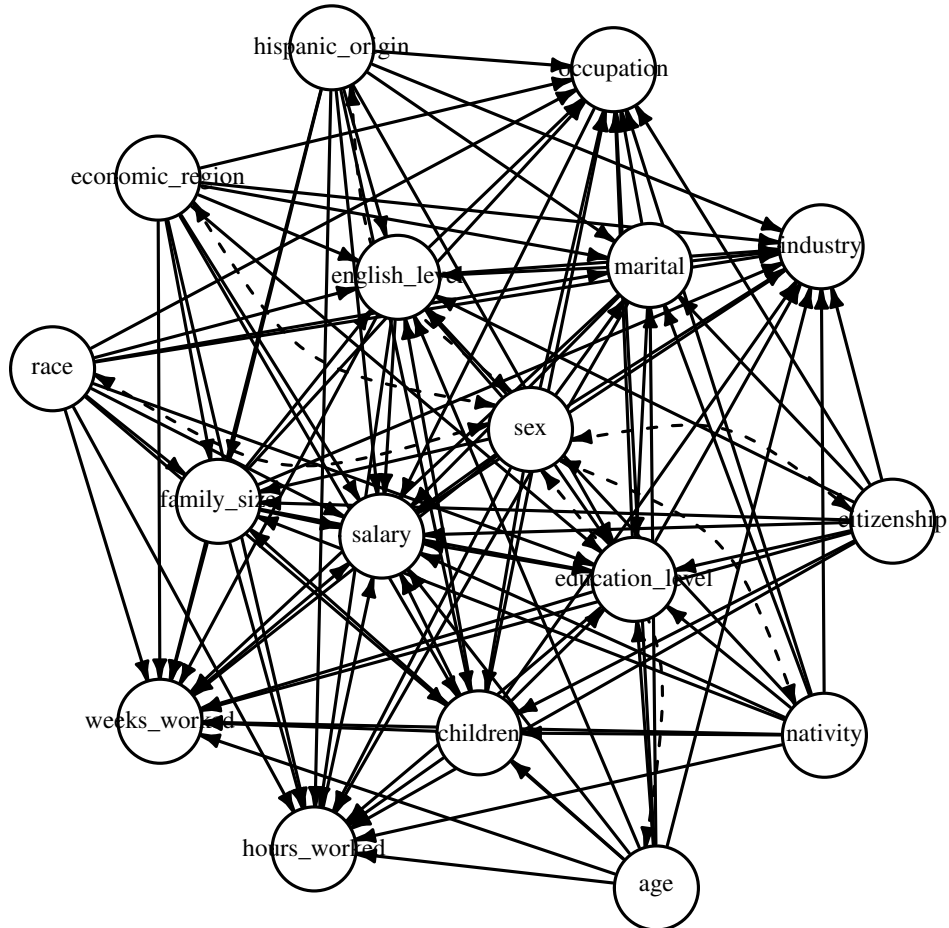 hispanic_origin
occupation
economic_region
industry
marital
english_level
race
sex
family_size
salary
citizenship
education_level
weeks_worked
children
nativity
hours_worked
age